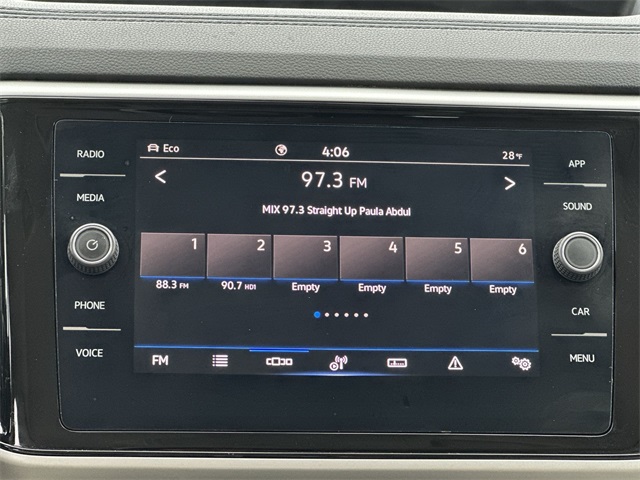 RADIO
MEDIA
PHONE
VOICE
Eco 4:06 28°F
< 97.3 FM >
MIX 97.3 Straight Up Paula Abdul
1 2 3 4 5 6
88.3 FM 90.7 HD1 Empty Empty Empty Empty
FM
APP
SOUND
CAR
MENU